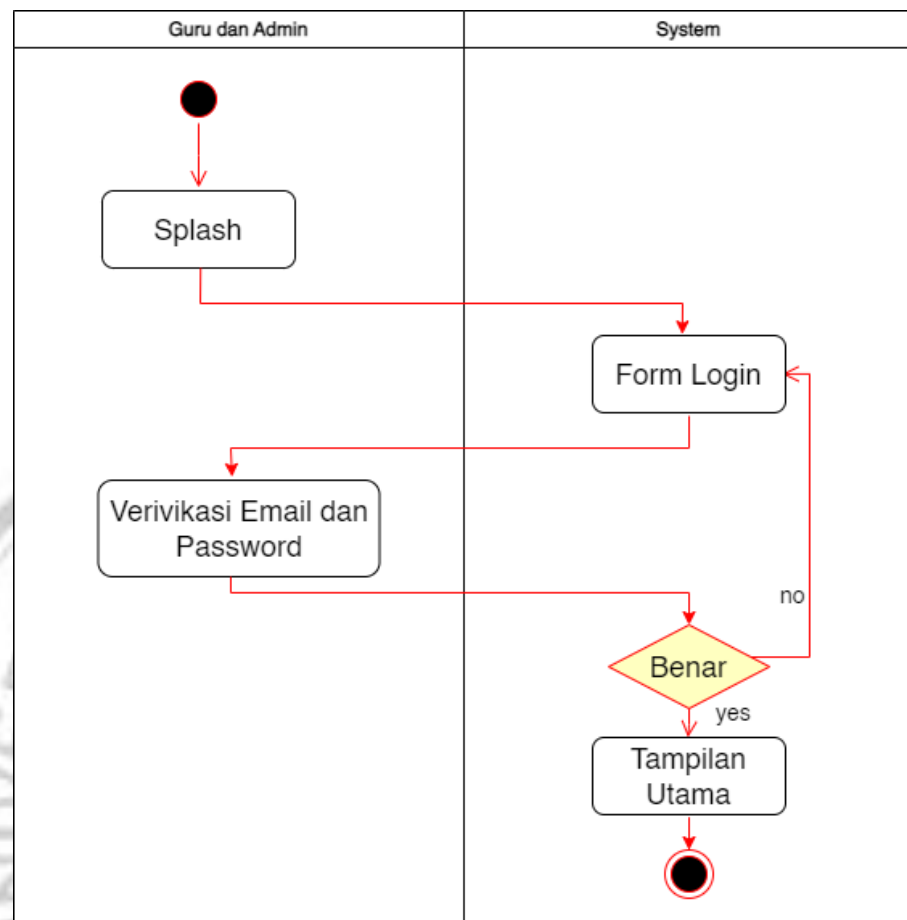 Guru dan Admin
System
Splash
Form Login
Verivikasi Email dan
Password
no
Benar
yes
Tampilan
Utama